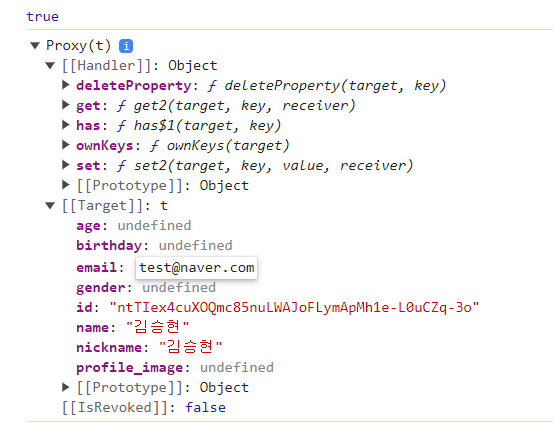 true
Proxy(t) i
[[Handler]]: Object
deleteProperty: ƒ deleteProperty(target, key)
get: ƒ get2(target, key, receiver)
has: ƒ has$1(target, key)
ownKeys: ƒ ownKeys(target)
set: ƒ set2(target, key, value, receiver)
[[Prototype]]: Object
[[Target]]: t
age: undefined
birthday: undefined
email: test@naver.com
gender: undefined
id: "ntTIex4cuXOQmc85nuLWAJoFLymApMh1e-L0uCZq-3o"
name: "김승현"
nickname: "김승현"
profile_image: undefined
[[Prototype]]: Object
[[IsRevoked]]: false